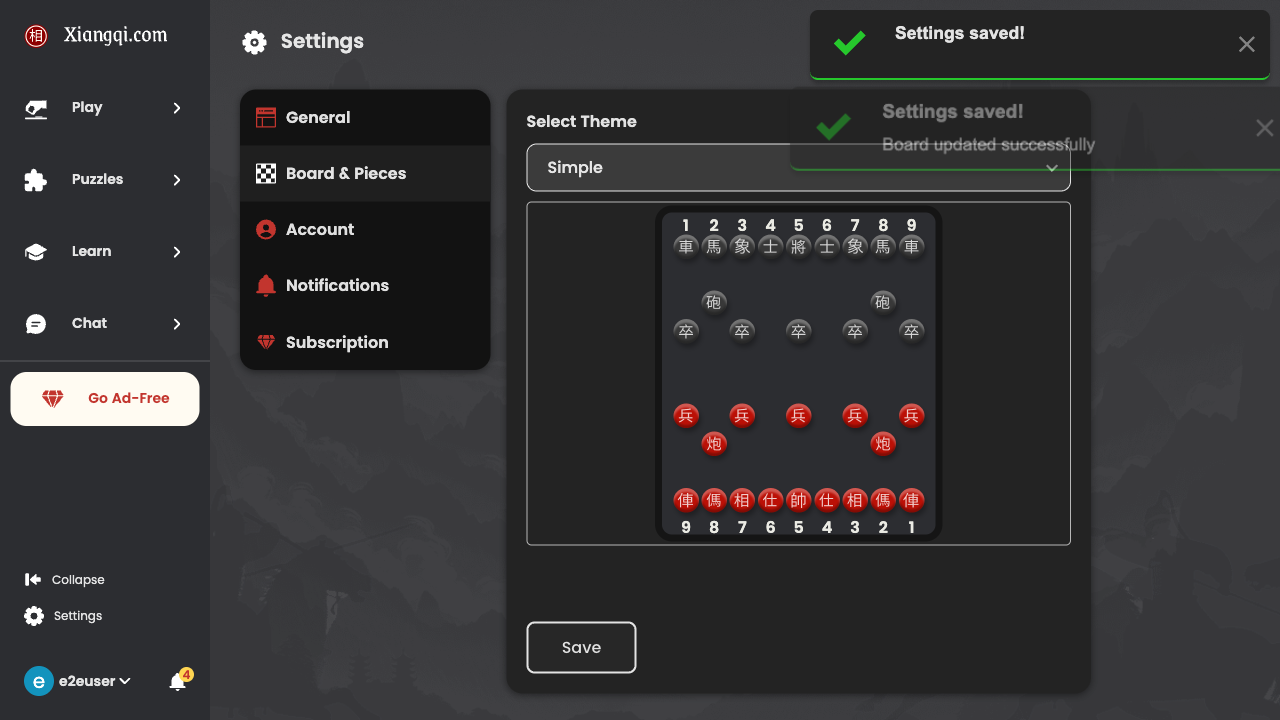 相 Xiangqi.com
Play
Puzzles
Learn
Chat
Go Ad-Free
Collapse
Settings
e e2euser
4
Settings
General
Board & Pieces
Account
Notifications
Subscription
Select Theme
Simple
1 2 3 4 5 6 7 8 9
車 馬 象 士 將 士 象 馬 車
砲 砲
卒 卒 卒 卒 卒
兵 兵 兵 兵 兵
炮 炮
俥 傌 相 仕 帥 仕 相 傌 俥
9 8 7 6 5 4 3 2 1
Save
Settings saved!
Settings saved!
Board updated successfully